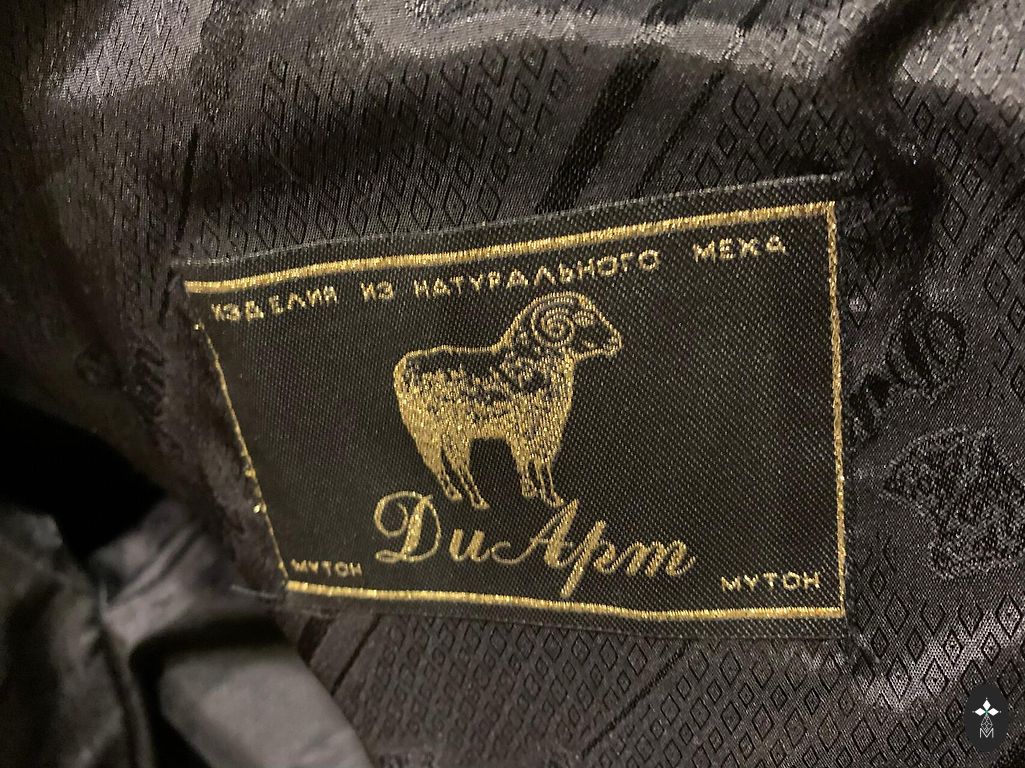 ИЗДЕЛИЯ ИЗ НАТУРАЛЬНОГО МЕХА
ДиАрт
МУТОН МУТОН
M